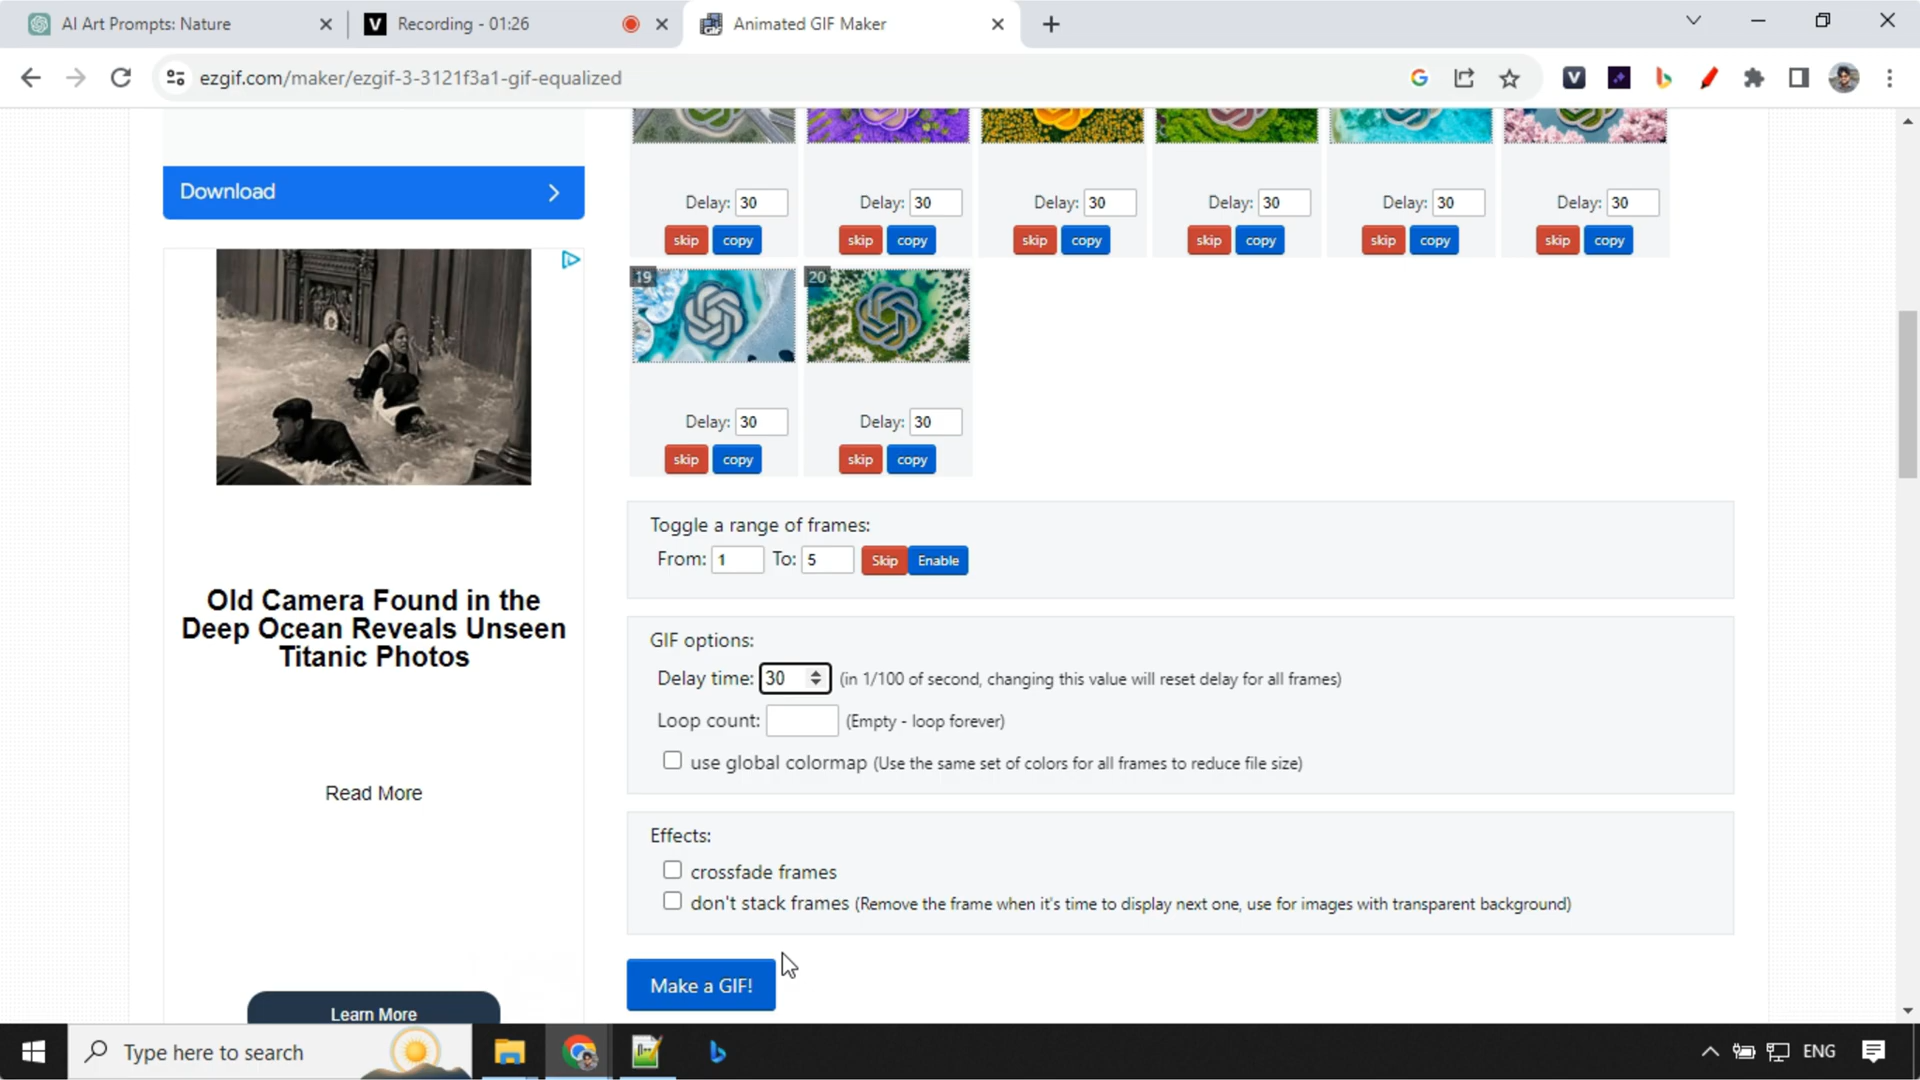 AI Art Prompts: Nature
Recording - 01:26
Animated GIF Maker
ezgif.com/maker/ezgif-3-3121f3a1-gif-equalized
Download
Delay: 30 Delay: 30 Delay: 30 Delay: 30 Delay: 30 Delay: 30
skip copy skip copy skip copy skip copy skip copy skip copy
19 20
Delay: 30 Delay: 30
skip copy skip copy
Toggle a range of frames:
From: 1 To: 5 Skip Enable
Old Camera Found in the
Deep Ocean Reveals Unseen
Titanic Photos
Read More
Learn More
GIF options:
Delay time: 30 (in 1/100 of second, changing this value will reset delay for all frames)
Loop count: (Empty - loop forever)
use global colormap (Use the same set of colors for all frames to reduce file size)
Effects:
crossfade frames
don't stack frames (Remove the frame when it's time to display next one, use for images with transparent background)
Make a GIF!
Type here to search
ENG